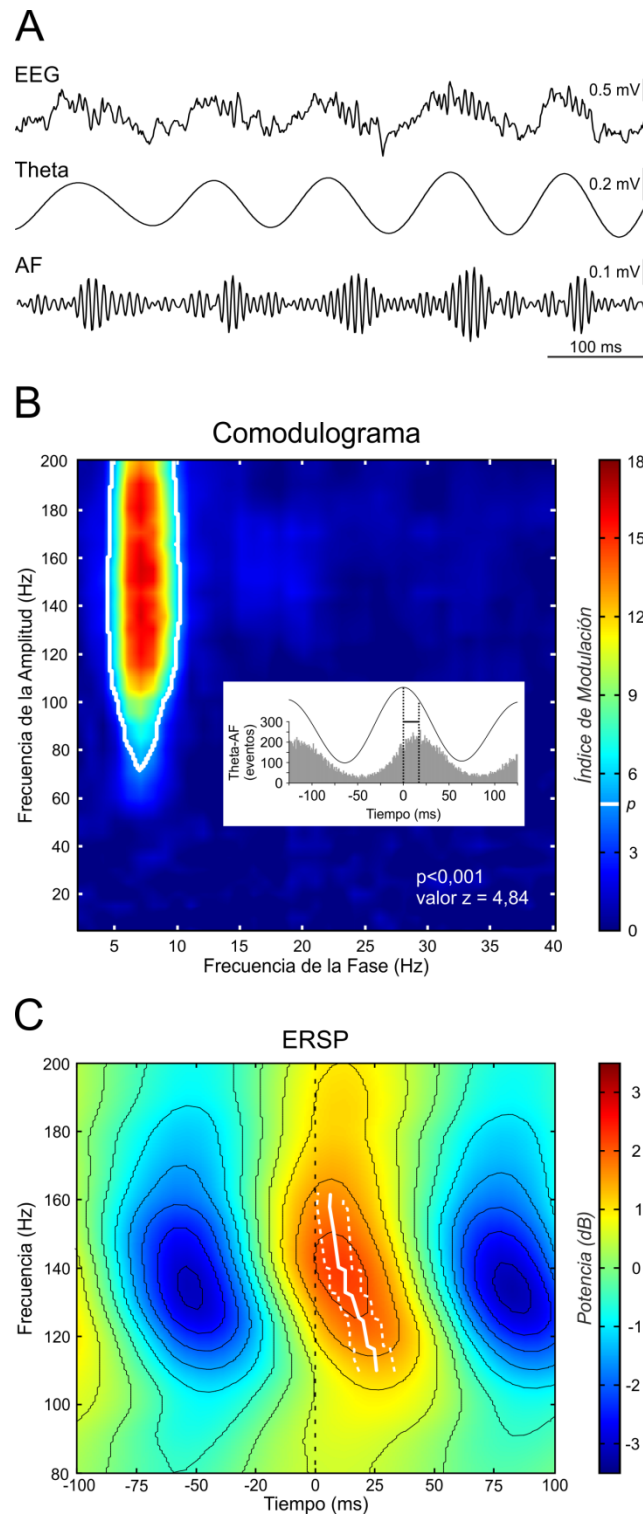 A
EEG
0.5 mV
Theta
0.2 mV
AF
0.1 mV
100 ms
B
Comodulograma
Frecuencia de la Amplitud (Hz)
200
180
160
140
120
100
80
60
40
20
5 10 15 20 25 30 35 40
Frecuencia de la Fase (Hz)
Theta-AF
(eventos)
300
200
100
0
-100 -50 0 50 100
Tiempo (ms)
p<0,001
valor z = 4,84
18
15
12
9
6
p
3
0
Índice de Modulación
C
ERSP
Frecuencia (Hz)
200
180
160
140
120
100
80
-100 -75 -50 -25 0 25 50 75 100
Tiempo (ms)
3
2
1
0
-1
-2
-3
Potencia (dB)